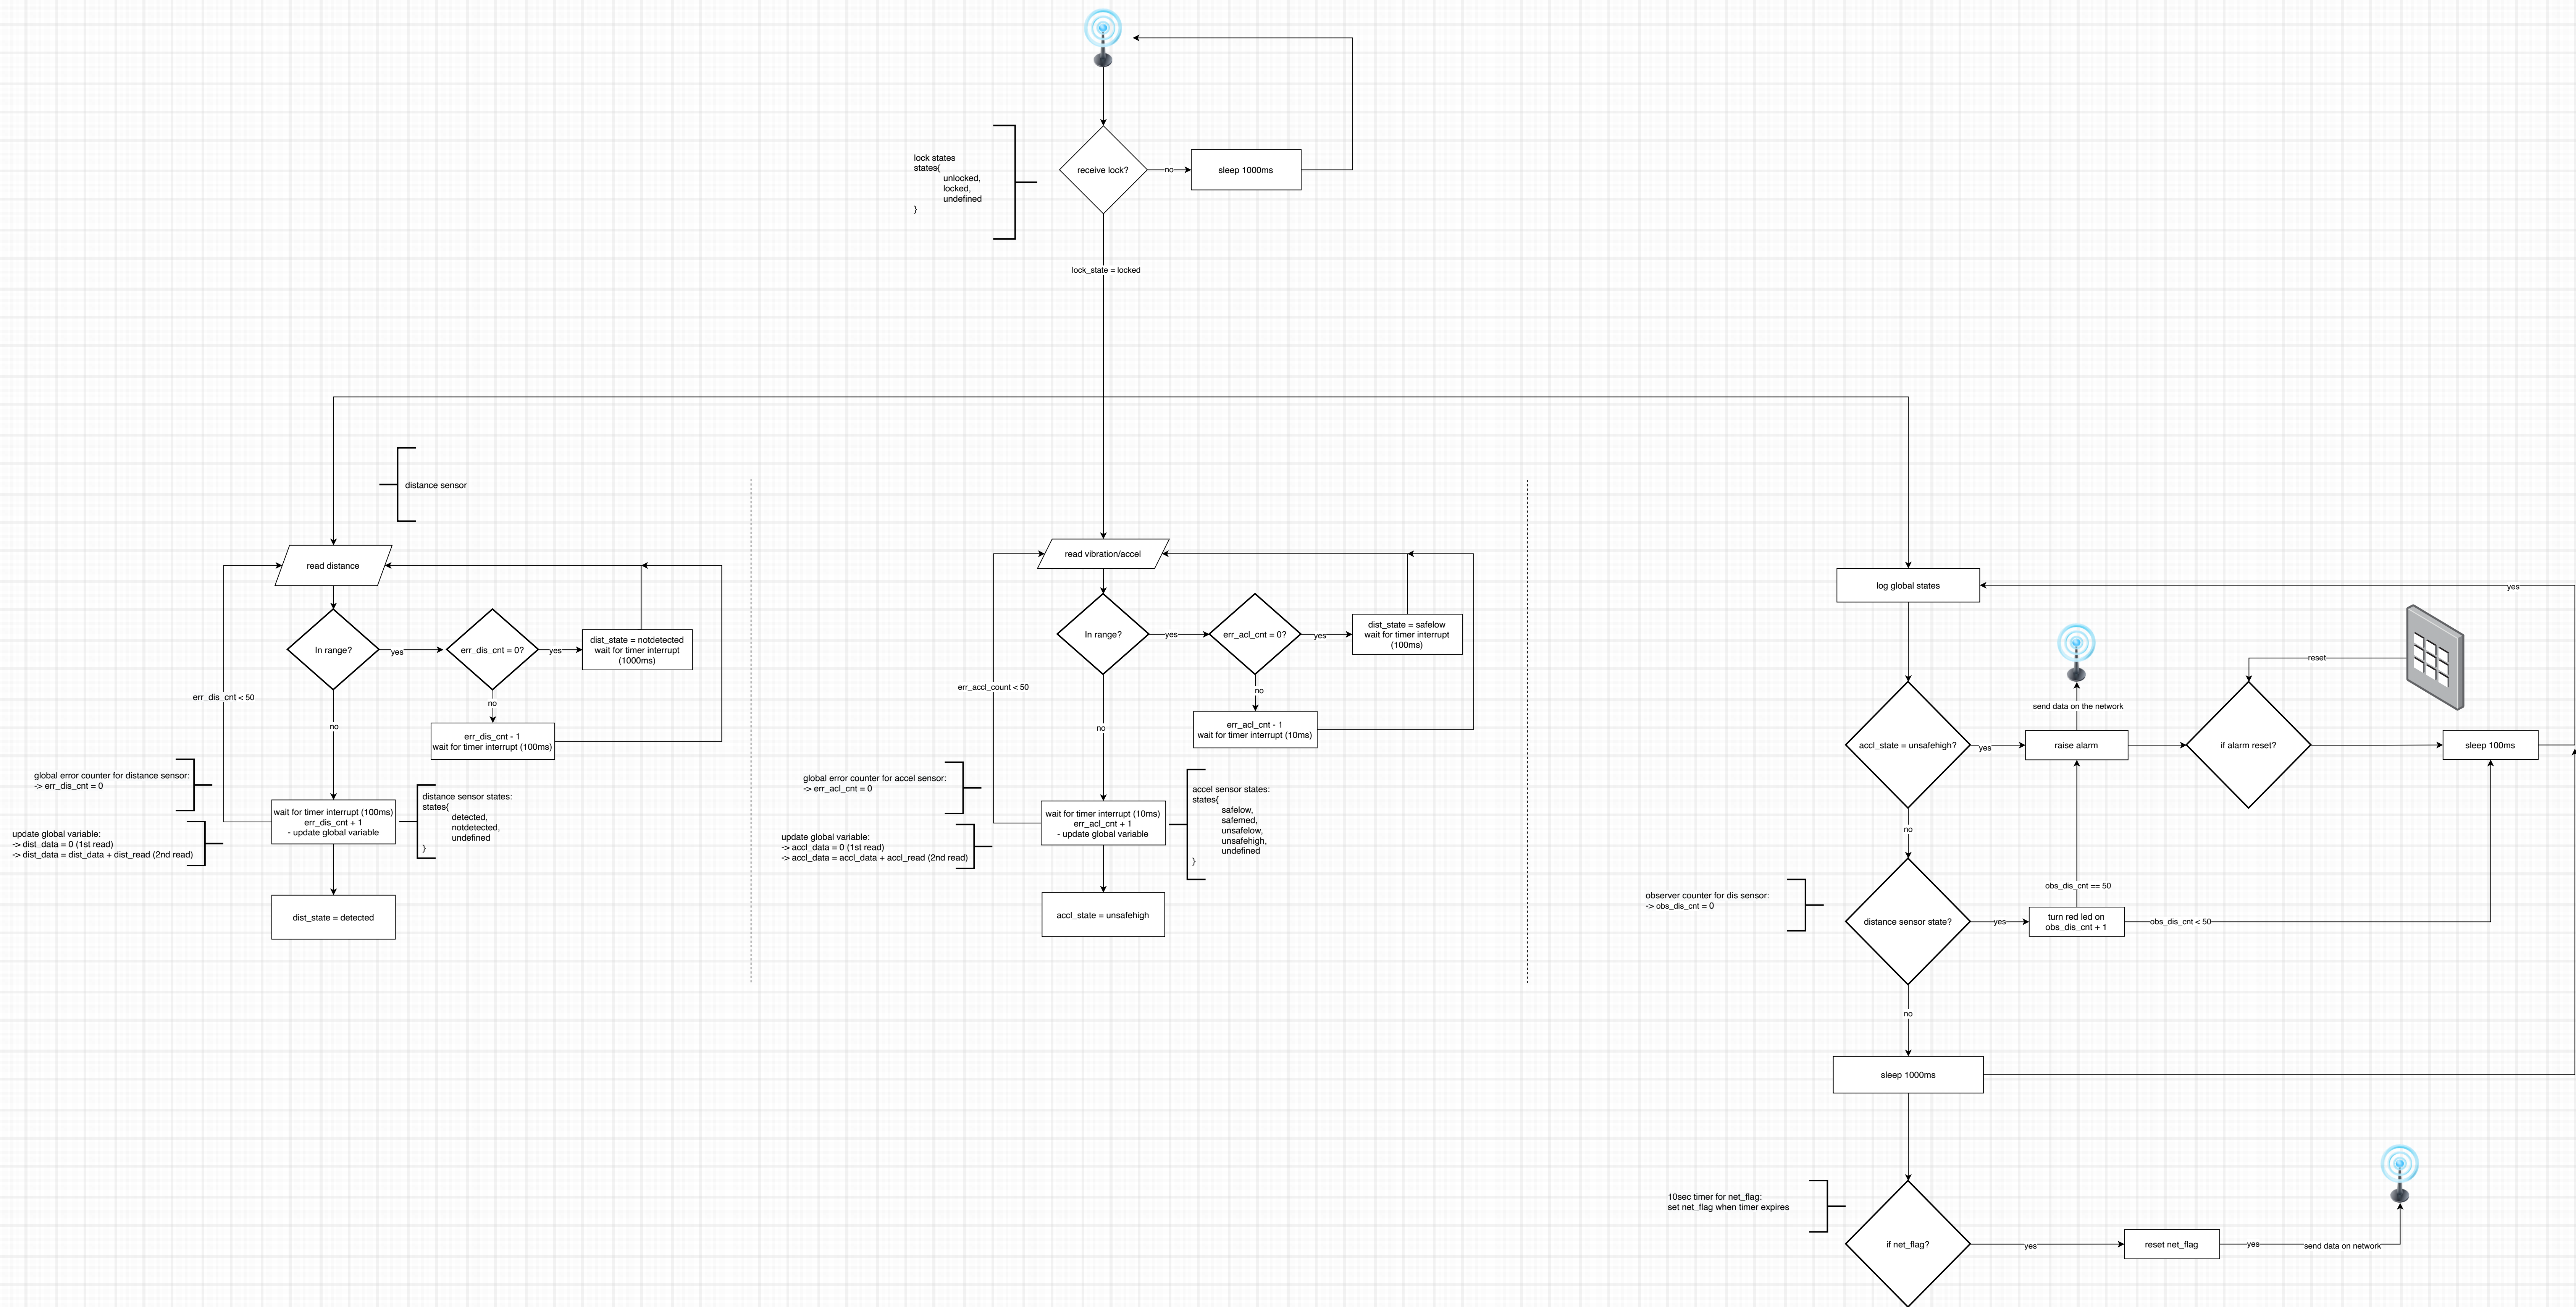 lock states
states{
unlocked,
locked,
undefined
}
receive lock?
no
sleep 1000ms
lock_state = locked
distance sensor
read distance
In range?
yes
err_dis_cnt = 0?
yes
dist_state = notdetected
wait for timer interrupt
(1000ms)
err_dis_cnt < 50
no
no
err_dis_cnt - 1
wait for timer interrupt (100ms)
global error counter for distance sensor:
-> err_dis_cnt = 0
update global variable:
-> dist_data = 0 (1st read)
-> dist_data = dist_data + dist_read (2nd read)
wait for timer interrupt (100ms)
err_dis_cnt + 1
- update global variable
distance sensor states:
states{
detected,
notdetected,
undefined
}
dist_state = detected
read vibration/accel
In range?
yes
err_acl_cnt = 0?
yes
dist_state = safelow
wait for timer interrupt
(100ms)
err_accl_count < 50
no
no
err_acl_cnt - 1
wait for timer interrupt (10ms)
global error counter for accel sensor:
-> err_acl_cnt = 0
update global variable:
-> accl_data = 0 (1st read)
-> accl_data = accl_data + accl_read (2nd read)
wait for timer interrupt (10ms)
err_acl_cnt + 1
- update global variable
accel sensor states:
states{
safelow,
safemed,
unsafelow,
unsafehigh,
undefined
}
accl_state = unsafehigh
log global states
yes
reset
send data on the network
accl_state = unsafehigh?
yes
raise alarm
if alarm reset?
sleep 100ms
no
observer counter for dis sensor:
-> obs_dis_cnt = 0
obs_dis_cnt == 50
distance sensor state?
yes
turn red led on
obs_dis_cnt + 1
obs_dis_cnt < 50
no
sleep 1000ms
10sec timer for net_flag:
set net_flag when timer expires
if net_flag?
yes
reset net_flag
yes
send data on network